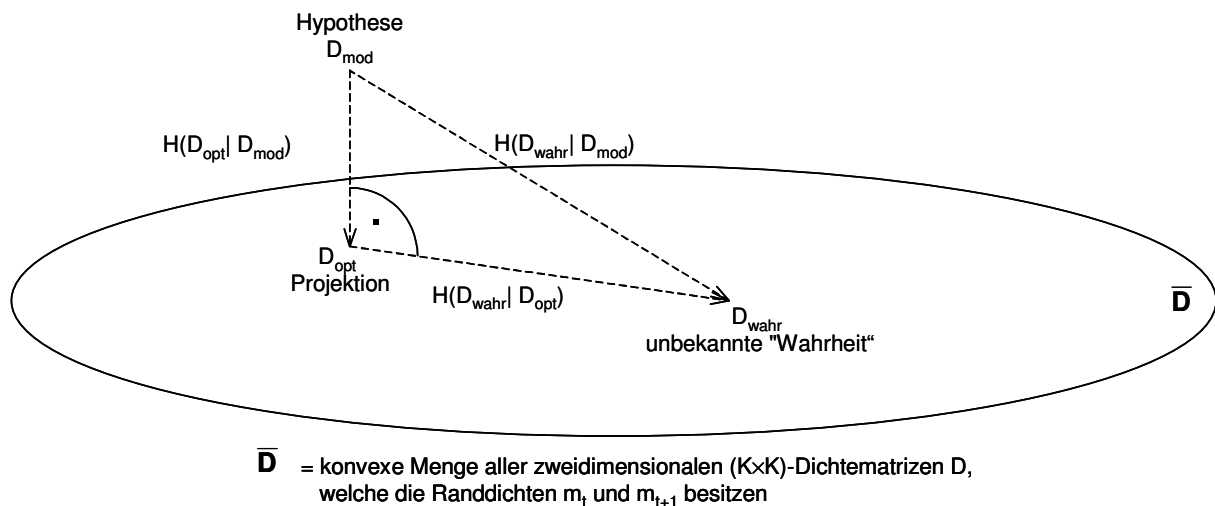 Hypothese
D_mod
H(D_opt| D_mod)
H(D_wahr| D_mod)
D_opt
Projektion
H(D_wahr| D_opt)
D_wahr
unbekannte "Wahrheit“
D̅
D̅ = konvexe Menge aller zweidimensionalen (K×K)-Dichtematrizen D,
welche die Randdichten m_t und m_t+1 besitzen